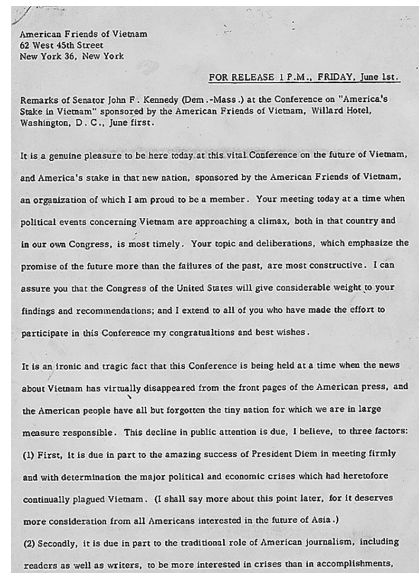 American Friends of Vietnam
62 West 45th Street
New York 36, New York
FOR RELEASE 1 P.M., FRIDAY, June 1st.
Remarks of Senator John F. Kennedy (Dem.-Mass.) at the Conference on "America's
Stake in Vietnam" sponsored by the American Friends of Vietnam, Willard Hotel,
Washington, D. C., June first.
It is a genuine pleasure to be here today at this vital Conference on the future of Vietnam,
and America's stake in that new nation, sponsored by the American Friends of Vietnam,
an organization of which I am proud to be a member. Your meeting today at a time when
political events concerning Vietnam are approaching a climax, both in that country and
in our own Congress, is most timely. Your topic and deliberations, which emphasize the
promise of the future more than the failures of the past, are most constructive. I can
assure you that the Congress of the United States will give considerable weight to your
findings and recommendations; and I extend to all of you who have made the effort to
participate in this Conference my congratualtions and best wishes.
It is an ironic and tragic fact that this Conference is being held at a time when the news
about Vietnam has virtually disappeared from the front pages of the American press, and
the American people have all but forgotten the tiny nation for which we are in large
measure responsible. This decline in public attention is due, I believe, to three factors:
(1) First, it is due in part to the amazing success of President Diem in meeting firmly
and with determination the major political and economic crises which had heretofore
continually plagued Vietnam. (I shall say more about this point later, for it deserves
more consideration from all Americans interested in the future of Asia.)
(2) Secondly, it is due in part to the traditional role of American journalism, including
readers as well as writers, to be more interested in crises than in accomplishments,